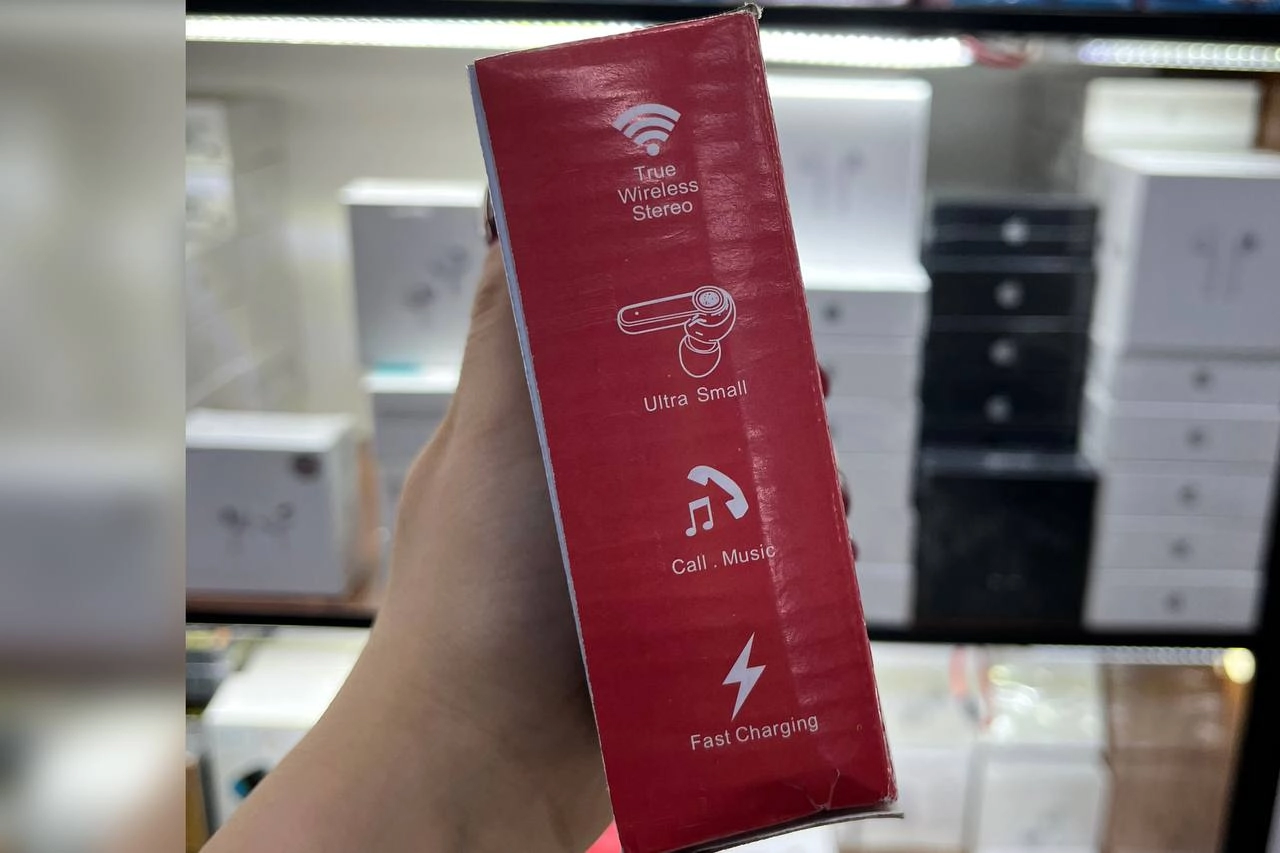 True
Wireless
Stereo
Ultra Small
Call . Music
Fast Charging